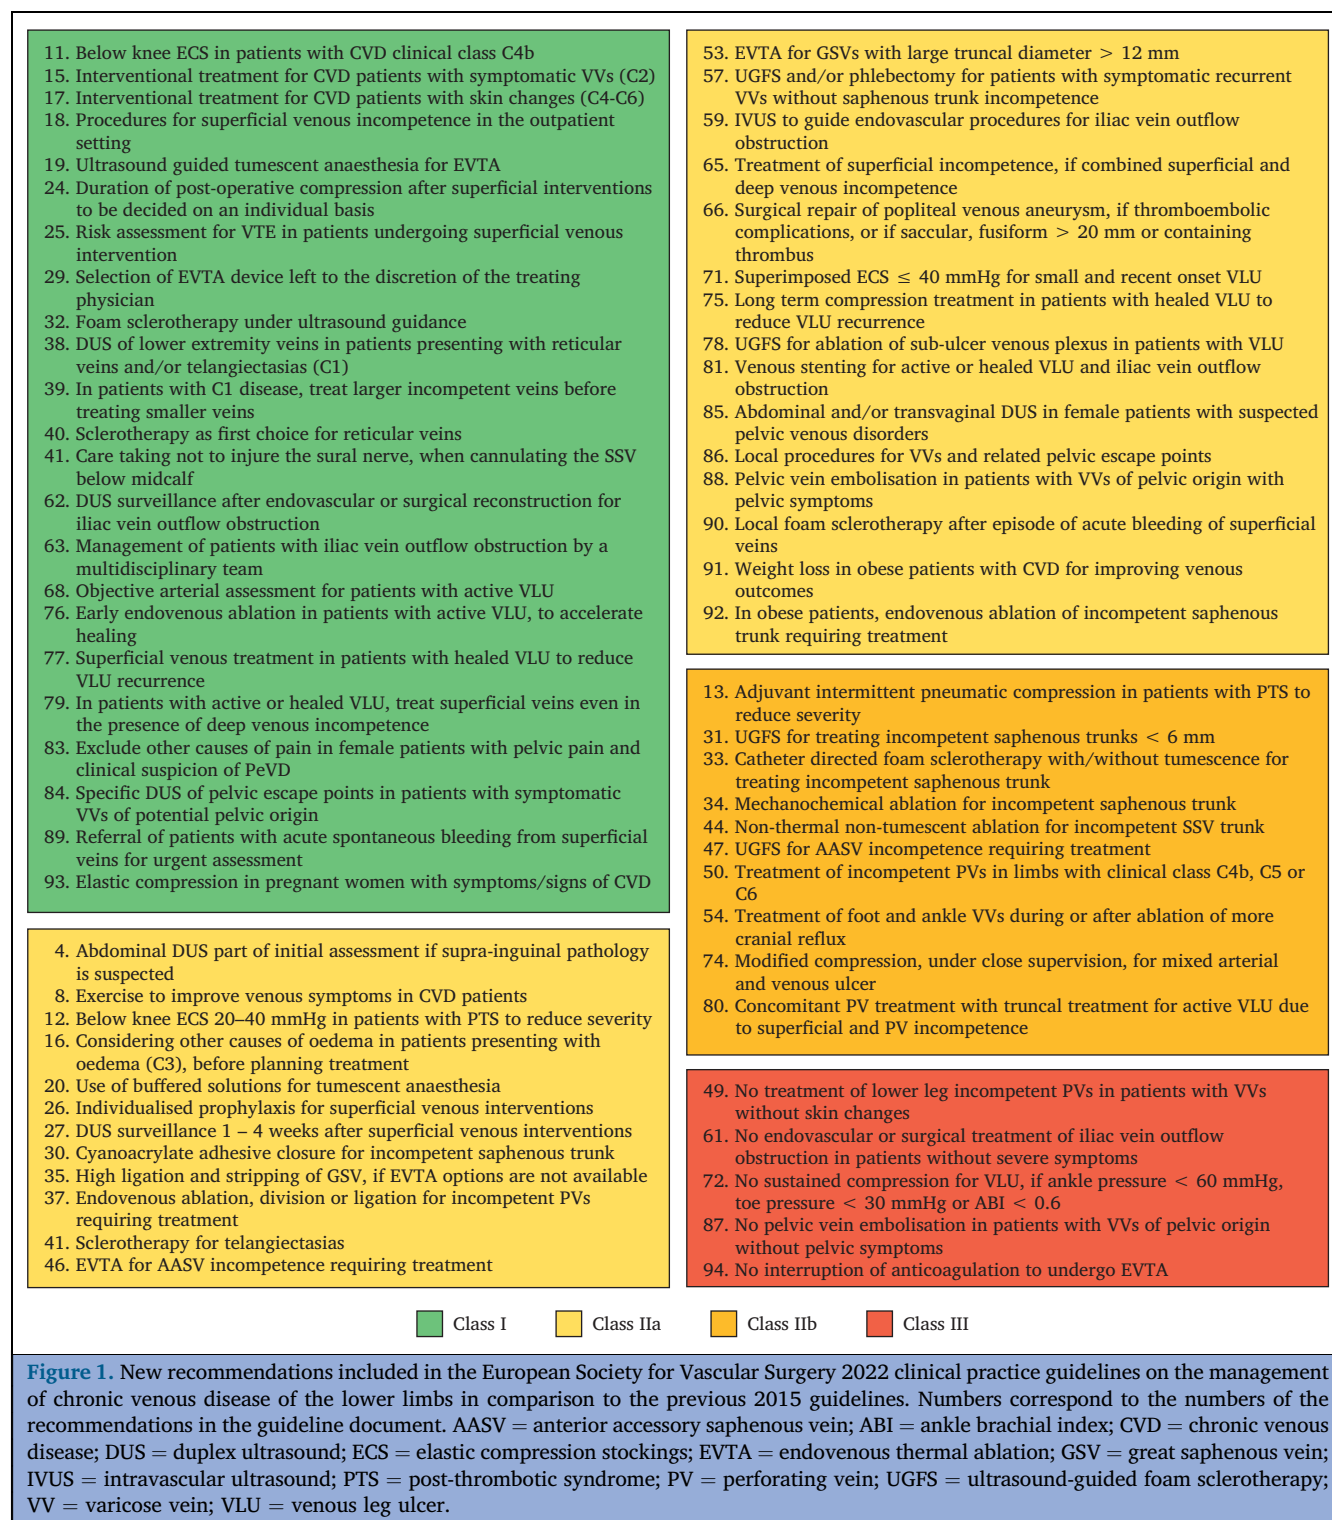 11. Below knee ECS in patients with CVD clinical class C4b
15. Interventional treatment for CVD patients with symptomatic VVs (C2)
17. Interventional treatment for CVD patients with skin changes (C4-C6)
18. Procedures for superficial venous incompetence in the outpatient
setting
19. Ultrasound guided tumescent anaesthesia for EVTA
24. Duration of post-operative compression after superficial interventions
to be decided on an individual basis
25. Risk assessment for VTE in patients undergoing superficial venous
intervention
29. Selection of EVTA device left to the discretion of the treating
physician
32. Foam sclerotherapy under ultrasound guidance
38. DUS of lower extremity veins in patients presenting with reticular
veins and/or telangiectasias (C1)
39. In patients with C1 disease, treat larger incompetent veins before
treating smaller veins
40. Sclerotherapy as first choice for reticular veins
41. Care taking not to injure the sural nerve, when cannulating the SSV
below midcalf
62. DUS surveillance after endovascular or surgical reconstruction for
iliac vein outflow obstruction
63. Management of patients with iliac vein outflow obstruction by a
multidisciplinary team
68. Objective arterial assessment for patients with active VLU
76. Early endovenous ablation in patients with active VLU, to accelerate
healing
77. Superficial venous treatment in patients with healed VLU to reduce
VLU recurrence
79. In patients with active or healed VLU, treat superficial veins even in
the presence of deep venous incompetence
83. Exclude other causes of pain in female patients with pelvic pain and
clinical suspicion of PeVD
84. Specific DUS of pelvic escape points in patients with symptomatic
VVs of potential pelvic origin
89. Referral of patients with acute spontaneous bleeding from superficial
veins for urgent assessment
93. Elastic compression in pregnant women with symptoms/signs of CVD
4. Abdominal DUS part of initial assessment if supra-inguinal pathology
is suspected
8. Exercise to improve venous symptoms in CVD patients
12. Below knee ECS 20–40 mmHg in patients with PTS to reduce severity
16. Considering other causes of oedema in patients presenting with
oedema (C3), before planning treatment
20. Use of buffered solutions for tumescent anaesthesia
26. Individualised prophylaxis for superficial venous interventions
27. DUS surveillance 1 – 4 weeks after superficial venous interventions
30. Cyanoacrylate adhesive closure for incompetent saphenous trunk
35. High ligation and stripping of GSV, if EVTA options are not available
37. Endovenous ablation, division or ligation for incompetent PVs
requiring treatment
41. Sclerotherapy for telangiectasias
46. EVTA for AASV incompetence requiring treatment
53. EVTA for GSVs with large truncal diameter > 12 mm
57. UGFS and/or phlebectomy for patients with symptomatic recurrent
VVs without saphenous trunk incompetence
59. IVUS to guide endovascular procedures for iliac vein outflow
obstruction
65. Treatment of superficial incompetence, if combined superficial and
deep venous incompetence
66. Surgical repair of popliteal venous aneurysm, if thromboembolic
complications, or if saccular, fusiform > 20 mm or containing
thrombus
71. Superimposed ECS ≤ 40 mmHg for small and recent onset VLU
75. Long term compression treatment in patients with healed VLU to
reduce VLU recurrence
78. UGFS for ablation of sub-ulcer venous plexus in patients with VLU
81. Venous stenting for active or healed VLU and iliac vein outflow
obstruction
85. Abdominal and/or transvaginal DUS in female patients with suspected
pelvic venous disorders
86. Local procedures for VVs and related pelvic escape points
88. Pelvic vein embolisation in patients with VVs of pelvic origin with
pelvic symptoms
90. Local foam sclerotherapy after episode of acute bleeding of superficial
veins
91. Weight loss in obese patients with CVD for improving venous
outcomes
92. In obese patients, endovenous ablation of incompetent saphenous
trunk requiring treatment
13. Adjuvant intermittent pneumatic compression in patients with PTS to
reduce severity
31. UGFS for treating incompetent saphenous trunks < 6 mm
33. Catheter directed foam sclerotherapy with/without tumescence for
treating incompetent saphenous trunk
34. Mechanochemical ablation for incompetent saphenous trunk
44. Non-thermal non-tumescent ablation for incompetent SSV trunk
47. UGFS for AASV incompetence requiring treatment
50. Treatment of incompetent PVs in limbs with clinical class C4b, C5 or
C6
54. Treatment of foot and ankle VVs during or after ablation of more
cranial reflux
74. Modified compression, under close supervision, for mixed arterial
and venous ulcer
80. Concomitant PV treatment with truncal treatment for active VLU due
to superficial and PV incompetence
49. No treatment of lower leg incompetent PVs in patients with VVs
without skin changes
61. No endovascular or surgical treatment of iliac vein outflow
obstruction in patients without severe symptoms
72. No sustained compression for VLU, if ankle pressure < 60 mmHg,
toe pressure < 30 mmHg or ABI < 0.6
87. No pelvic vein embolisation in patients with VVs of pelvic origin
without pelvic symptoms
94. No interruption of anticoagulation to undergo EVTA
Class I Class IIa Class IIb Class III
Figure 1. New recommendations included in the European Society for Vascular Surgery 2022 clinical practice guidelines on the management
of chronic venous disease of the lower limbs in comparison to the previous 2015 guidelines. Numbers correspond to the numbers of the
recommendations in the guideline document. AASV = anterior accessory saphenous vein; ABI = ankle brachial index; CVD = chronic venous
disease; DUS = duplex ultrasound; ECS = elastic compression stockings; EVTA = endovenous thermal ablation; GSV = great saphenous vein;
IVUS = intravascular ultrasound; PTS = post-thrombotic syndrome; PV = perforating vein; UGFS = ultrasound-guided foam sclerotherapy;
VV = varicose vein; VLU = venous leg ulcer.